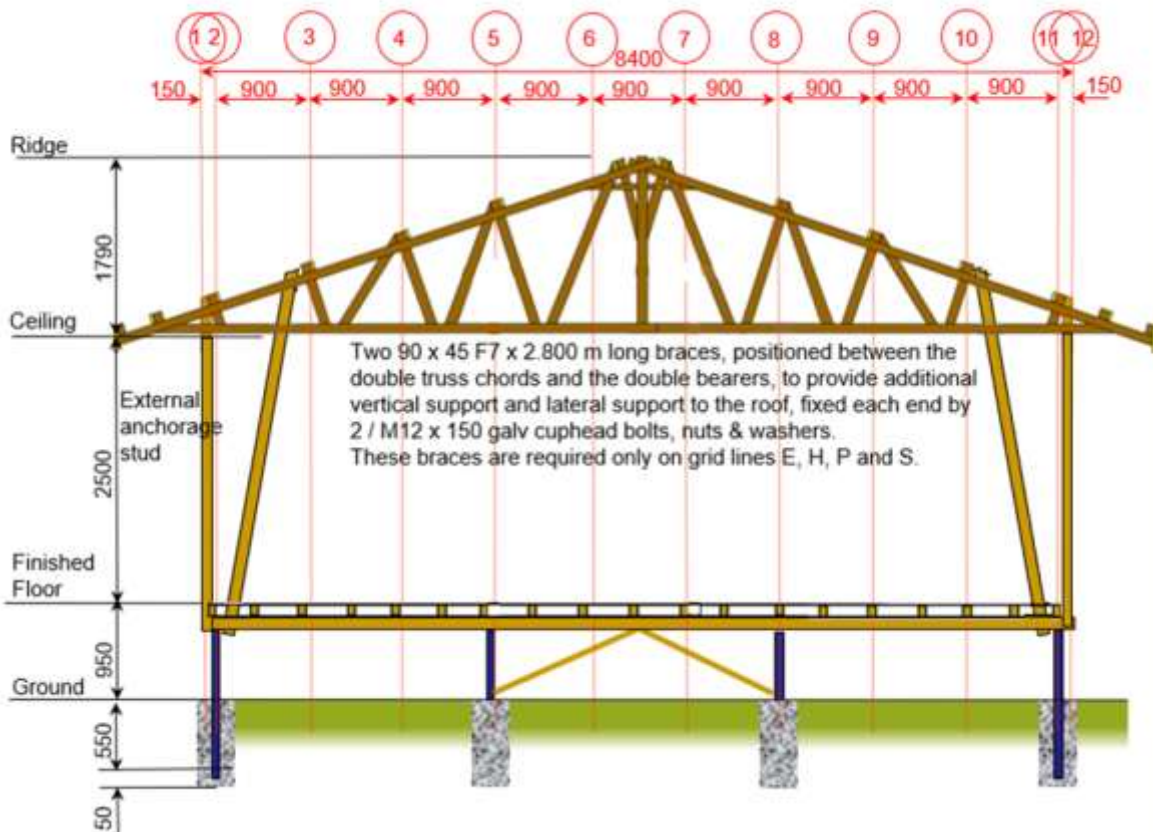 1 2 3 4 5 6 7 8 9 10 11 12
8400
150 900 900 900 900 900 900 900 900 900 150
Ridge
1790
Ceiling
Two 90 x 45 F7 x 2.800 m long braces, positioned between the
double truss chords and the double bearers, to provide additional
vertical support and lateral support to the roof, fixed each end by
2 / M12 x 150 galv cuphead bolts, nuts & washers.
These braces are required only on grid lines E, H, P and S.
External
anchorage
stud
2500
Finished
Floor
950
Ground
550
50